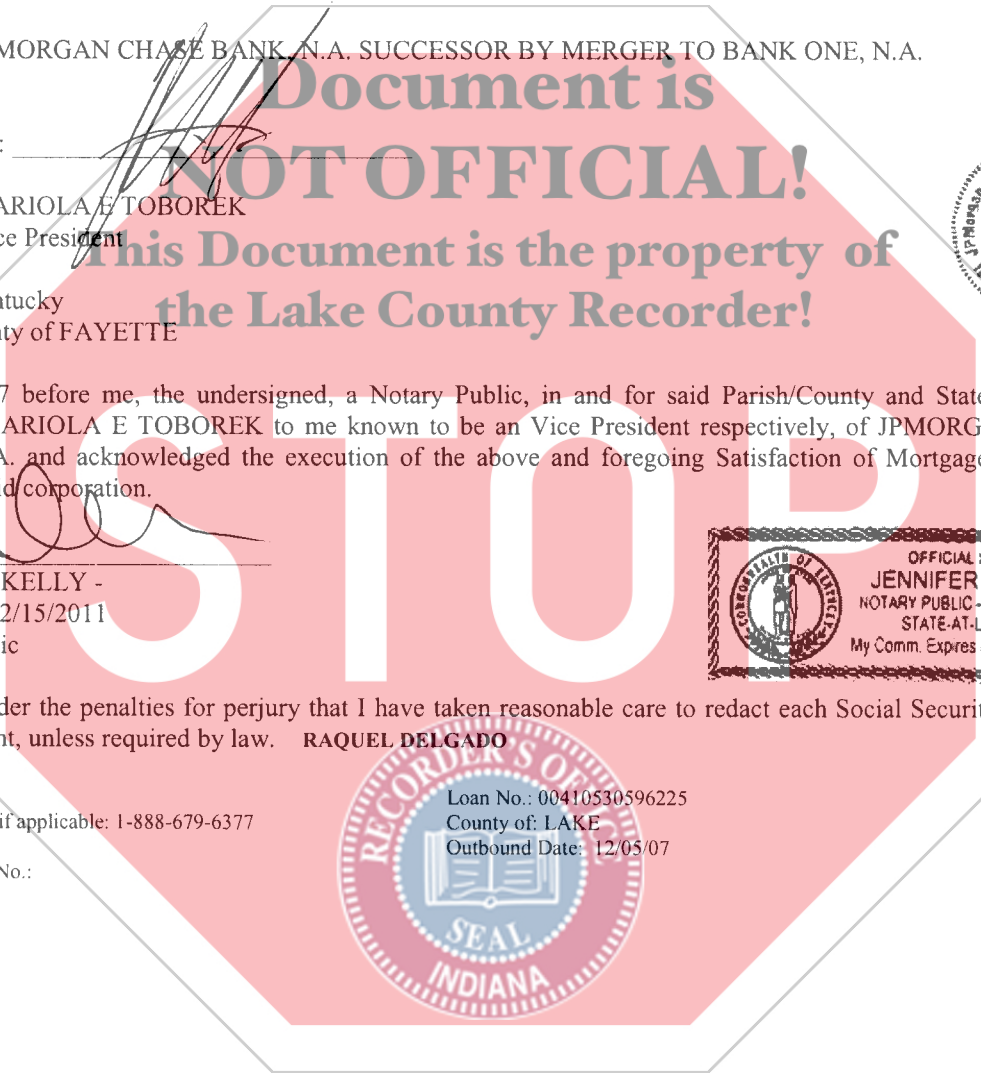 MORGAN CHASE BANK, N.A. SUCCESSOR BY MERGER TO BANK ONE, N.A.
Document is
NOT OFFICIAL!
This Document is the property of
the Lake County Recorder!
:
ARIOLA E TOBOREK
ce President
ntucky
nty of FAYETTE
7 before me, the undersigned, a Notary Public, in and for said Parish/County and State
ARIOLA E TOBOREK to me known to be an Vice President respectively, of JPMORG
A. and acknowledged the execution of the above and foregoing Satisfaction of Mortgage
id corporation.
STOP
KELLY -
2/15/2011
ic
COMMONWEALTH OF KENTUCKY
OFFICIAL
JENNIFER
NOTARY PUBLIC -
STATE-AT-L
My Comm. Expires
der the penalties for perjury that I have taken reasonable care to redact each Social Securit
nt, unless required by law. RAQUEL DELGADO
Loan No.: 00410530596225
if applicable: 1-888-679-6377
County of: LAKE
Outbound Date: 12/05/07
No.:
RECORDER'S OFFICE
SEAL
INDIANA
JPMorgan